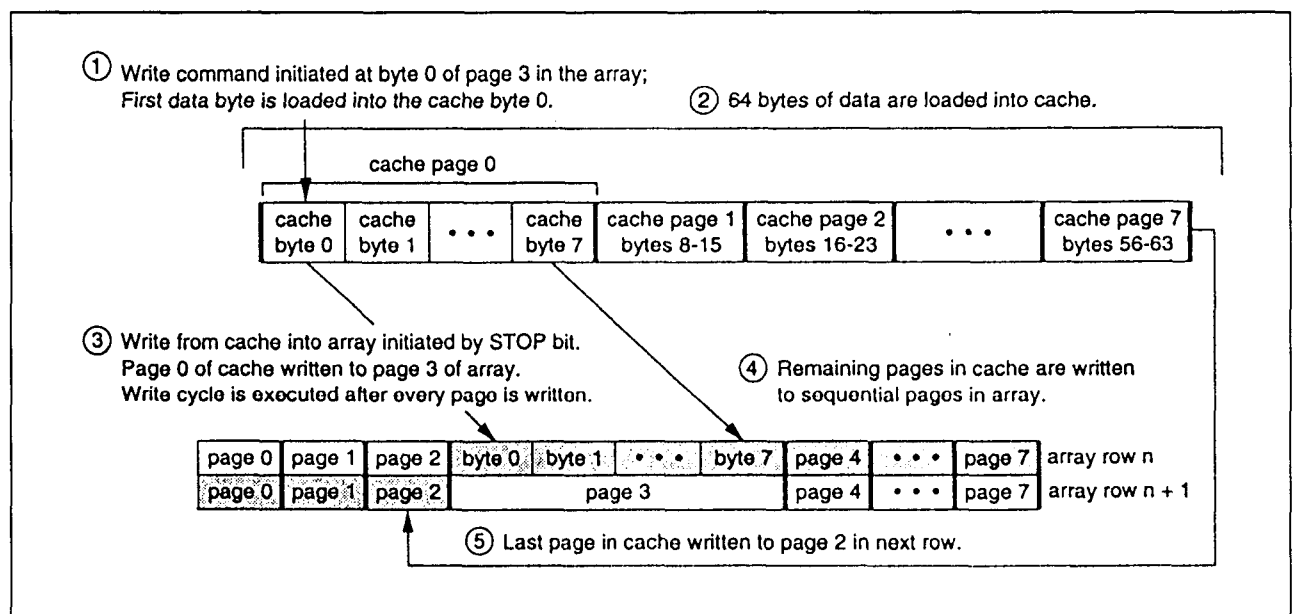 ① Write command initiated at byte 0 of page 3 in the array;
First data byte is loaded into the cache byte 0.
② 64 bytes of data are loaded into cache.
cache page 0
cache byte 0
cache byte 1
• • •
cache byte 7
cache page 1 bytes 8-15
cache page 2 bytes 16-23
• • •
cache page 7 bytes 56-63
③ Write from cache into array initiated by STOP bit.
Page 0 of cache written to page 3 of array.
Write cycle is executed after every page is written.
④ Remaining pages in cache are written
to sequential pages in array.
page 0 page 1 page 2 byte 0 byte 1 • • • byte 7 page 4 • • • page 7 array row n
page 0 page 1 page 2 page 3 page 4 • • • page 7 array row n + 1
⑤ Last page in cache written to page 2 in next row.